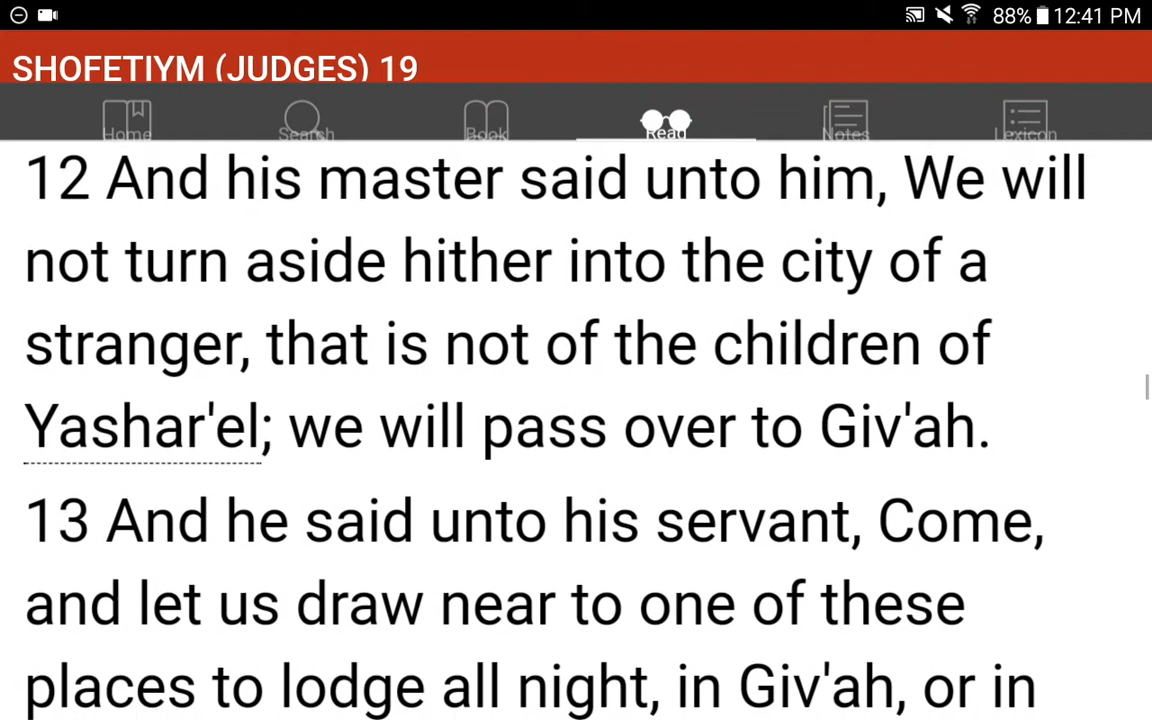 88% 12:41 PM
SHOFETIYM (JUDGES) 19
Home Search Book Read Notes Lexicon
12 And his master said unto him, We will
not turn aside hither into the city of a
stranger, that is not of the children of
Yashar'el; we will pass over to Giv'ah.
13 And he said unto his servant, Come,
and let us draw near to one of these
places to lodge all night, in Giv'ah, or in